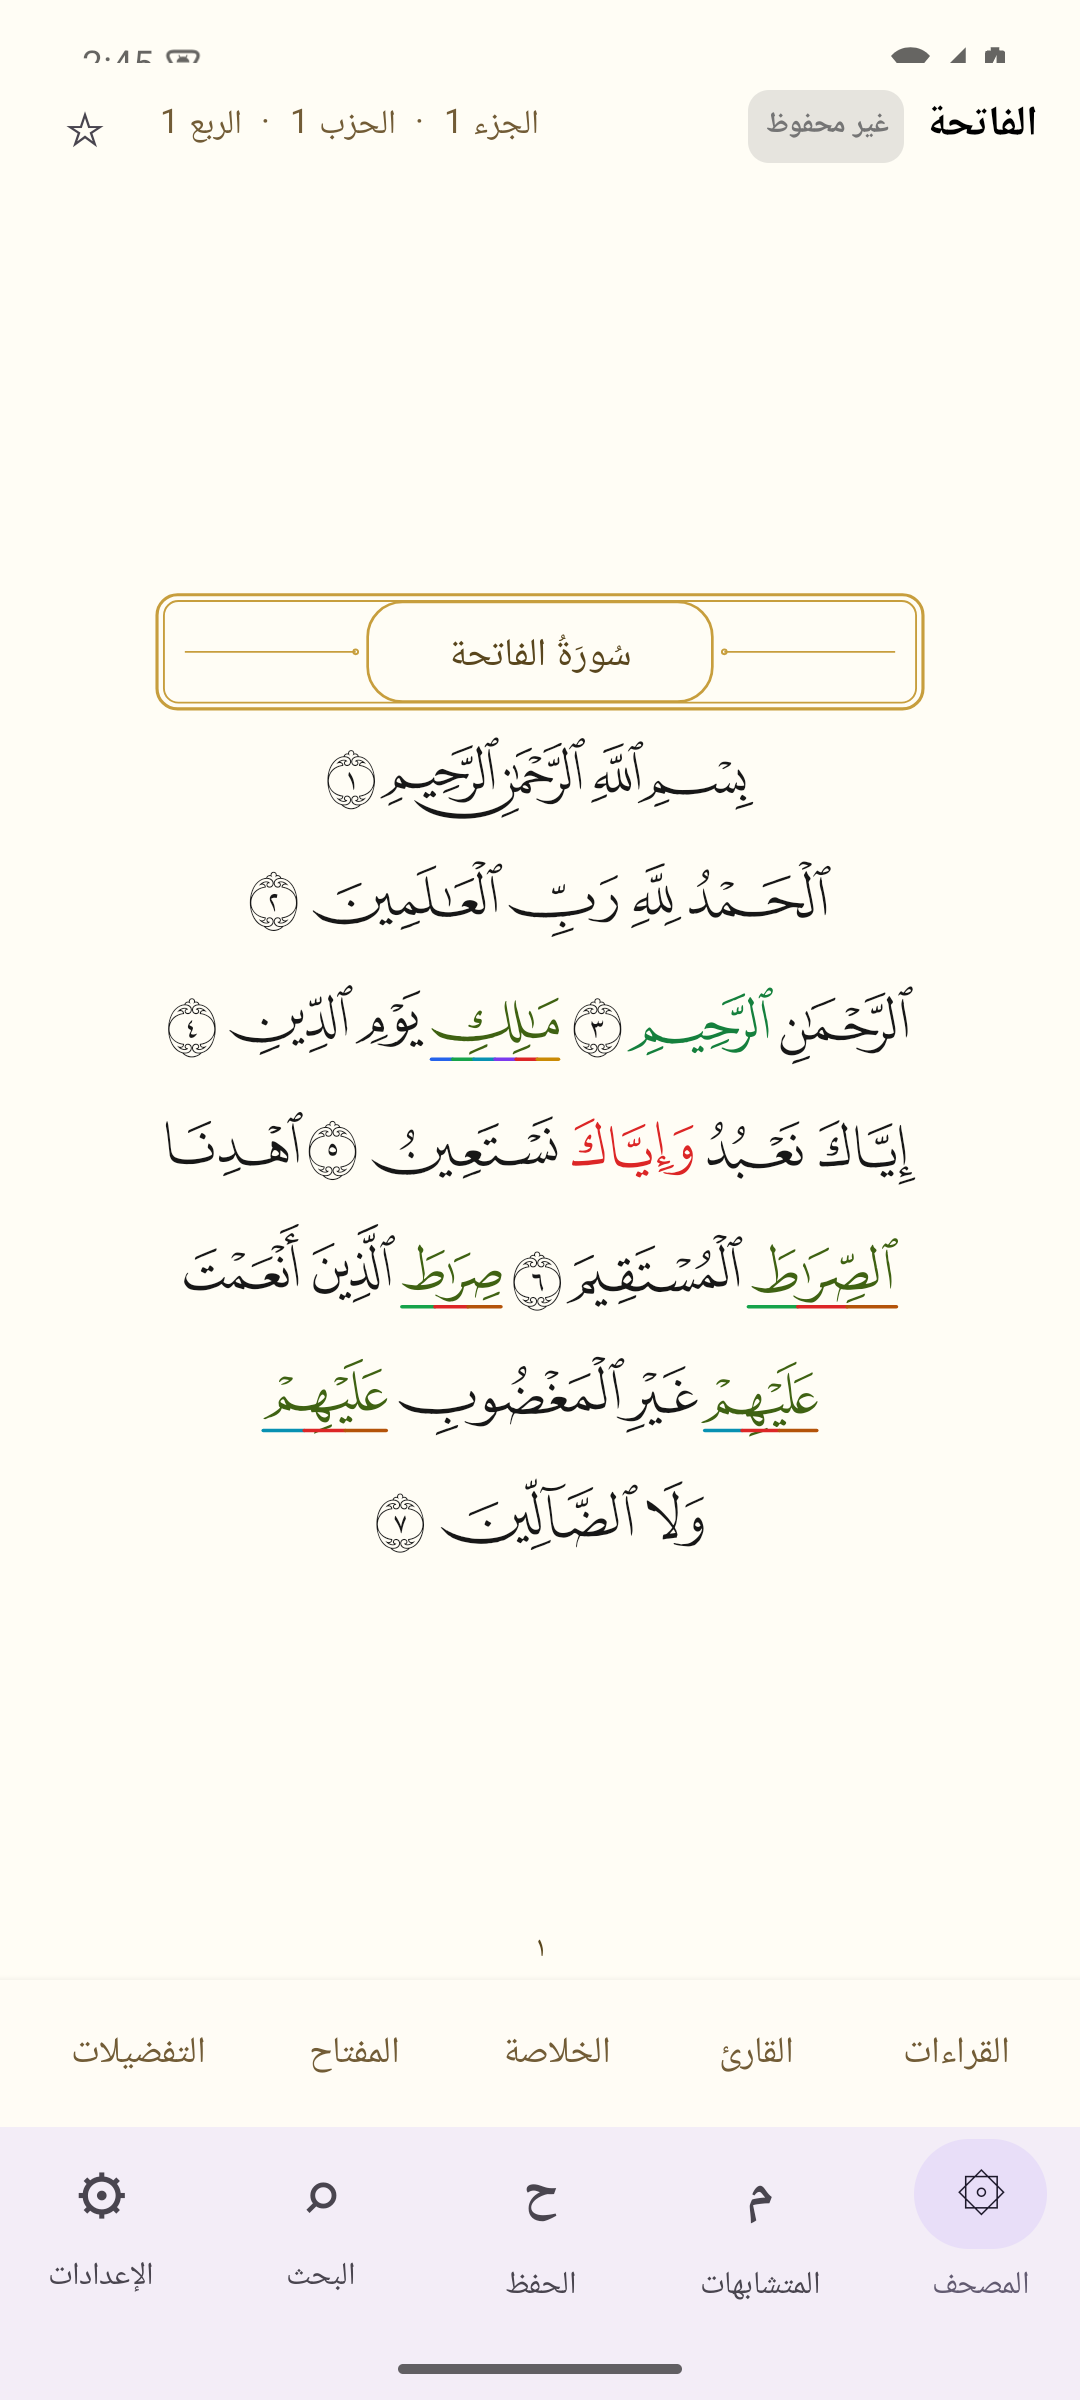 الفاتحة غير محفوظ الجزء 1 · الحزب 1 · الربع 1
سُورَةُ الفاتحة
بِسْمِ ٱللَّهِ ٱلرَّحْمَٰنِ ٱلرَّحِيمِ ١
ٱلْحَمْدُ لِلَّهِ رَبِّ ٱلْعَٰلَمِينَ ٢
ٱلرَّحْمَٰنِ ٱلرَّحِيمِ ٣ مَٰلِكِ يَوْمِ ٱلدِّينِ ٤
إِيَّاكَ نَعْبُدُ وَإِيَّاكَ نَسْتَعِينُ ٥ ٱهْدِنَا
ٱلصِّرَٰطَ ٱلْمُسْتَقِيمَ ٦ صِرَٰطَ ٱلَّذِينَ أَنْعَمْتَ
عَلَيْهِمْ غَيْرِ ٱلْمَغْضُوبِ عَلَيْهِمْ
وَلَا ٱلضَّآلِّينَ ٧
١
القراءات القارئ الخلاصة المفتاح التفضيلات
م ح
المصحف المتشابهات الحفظ البحث الإعدادات